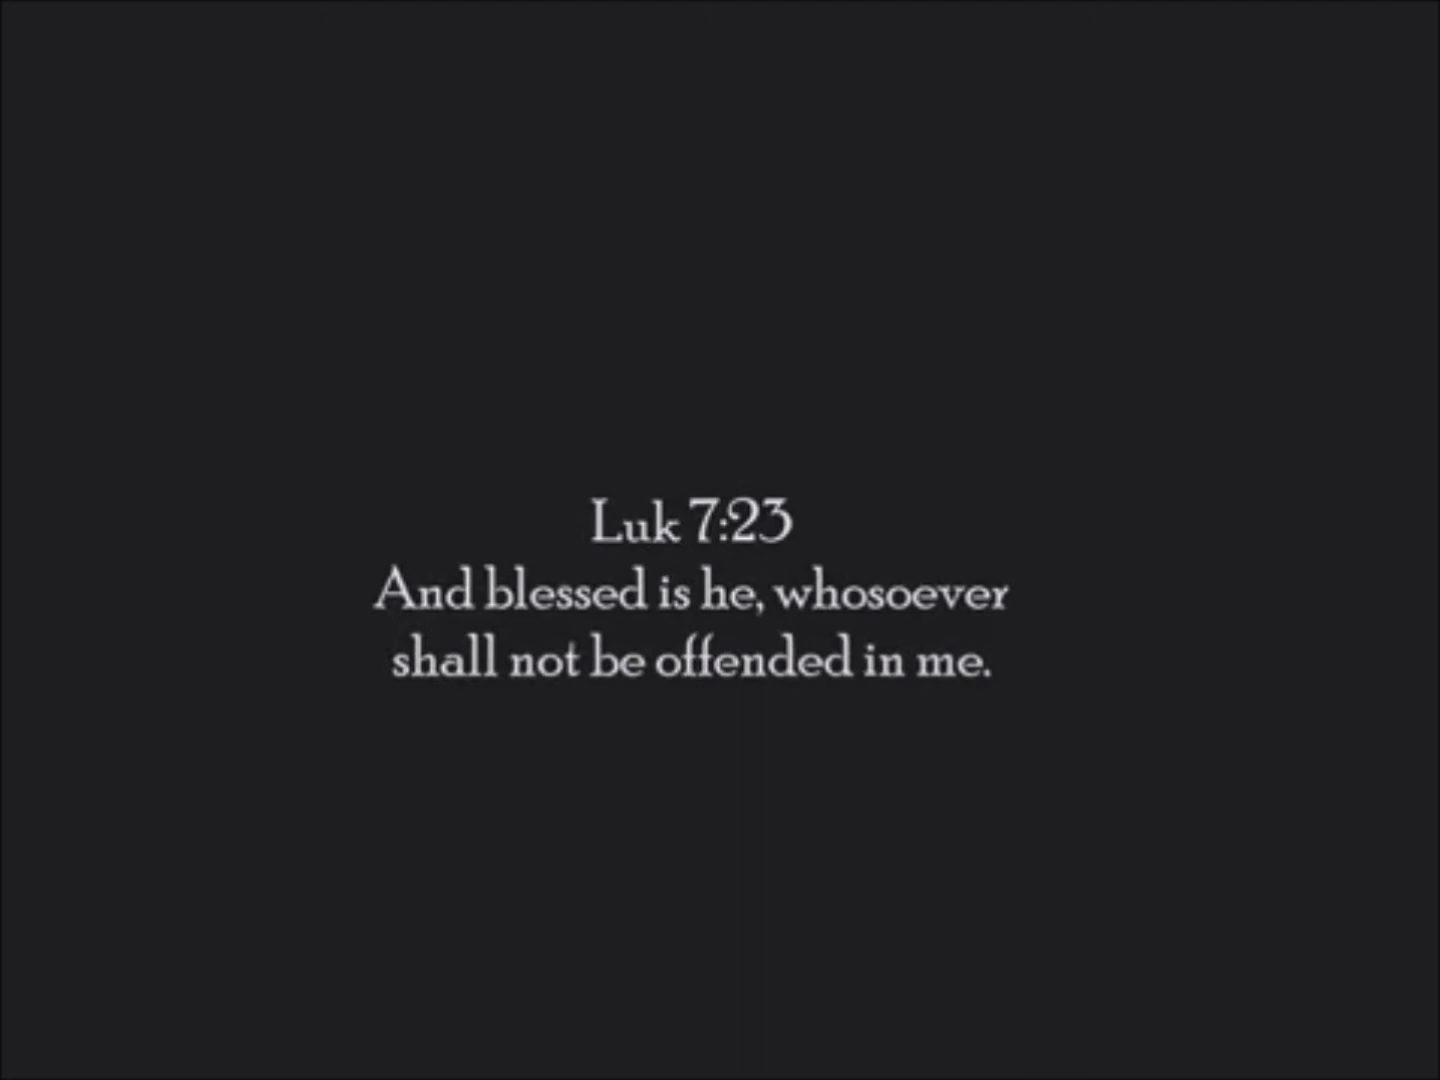 Luk 7:23
And blessed is he, whosoever
shall not be offended in me.